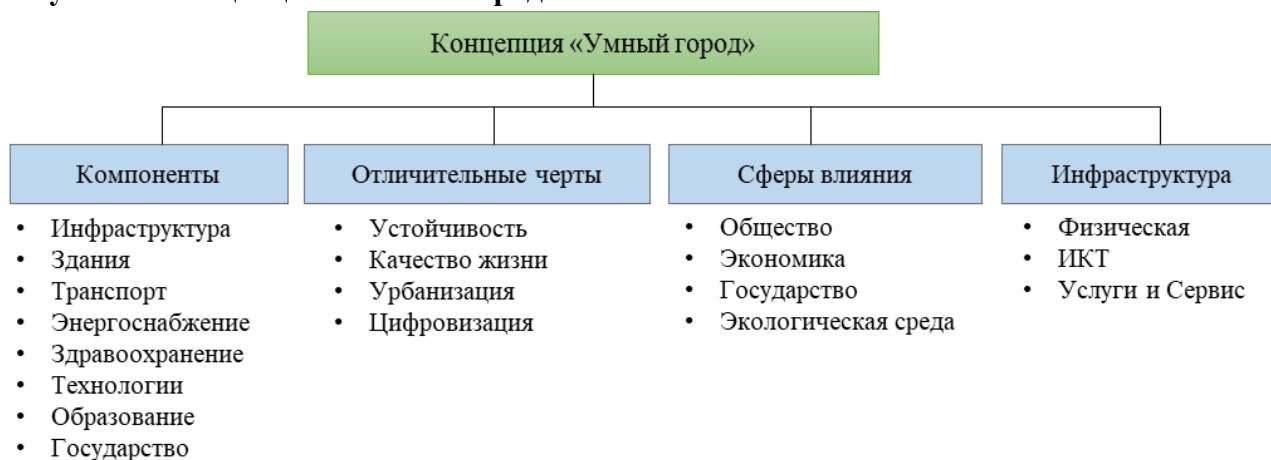 Концепция «Умный город»
Компоненты
• Инфраструктура
• Здания
• Транспорт
• Энергоснабжение
• Здравоохранение
• Технологии
• Образование
• Государство
Отличительные черты
• Устойчивость
• Качество жизни
• Урбанизация
• Цифровизация
Сферы влияния
• Общество
• Экономика
• Государство
• Экологическая среда
Инфраструктура
• Физическая
• ИКТ
• Услуги и Сервис